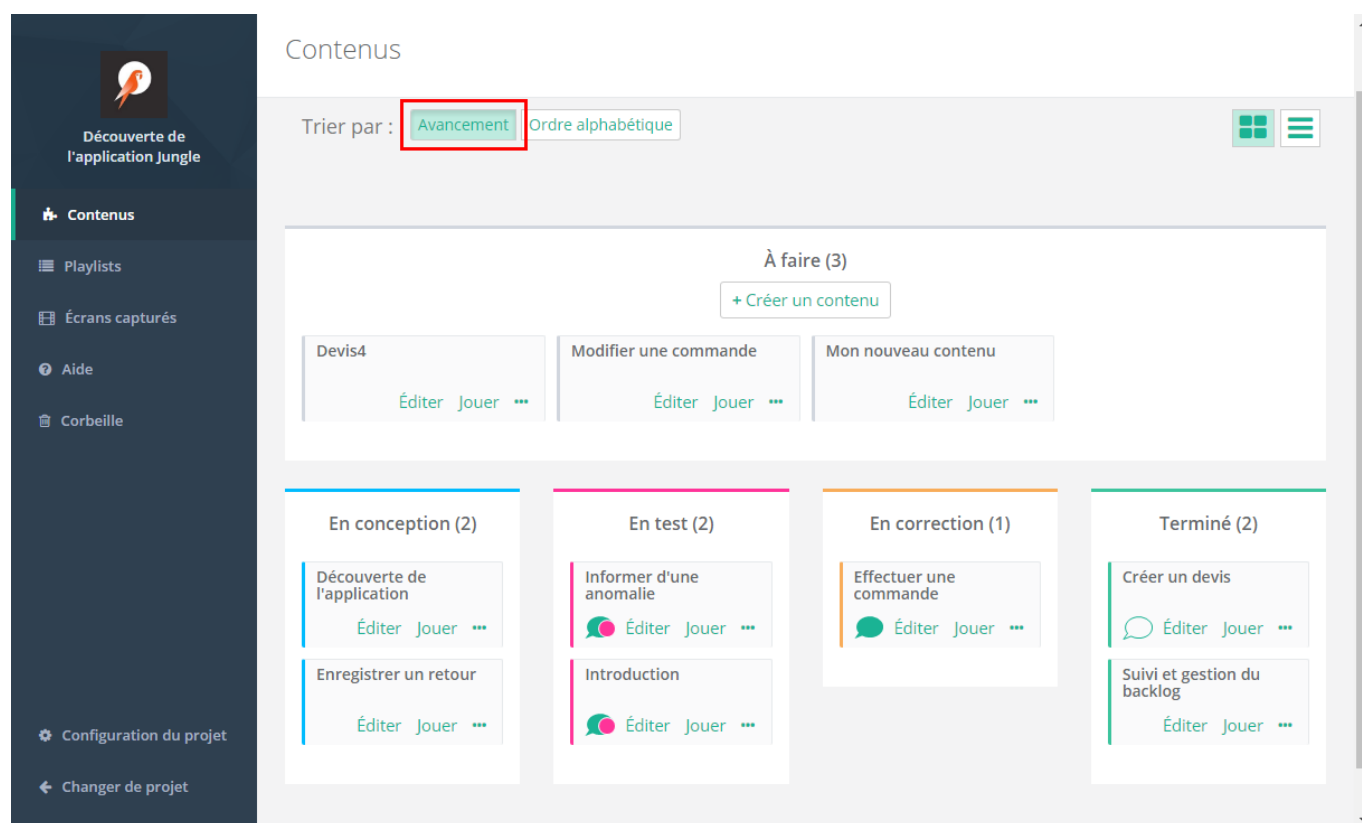 Découverte de
l'application Jungle
Contenus
Playlists
Écrans capturés
Aide
Corbeille
Configuration du projet
Changer de projet
Contenus
Trier par : Avancement Ordre alphabétique
À faire (3)
+ Créer un contenu
Devis4
Éditer Jouer •••
Modifier une commande
Éditer Jouer •••
Mon nouveau contenu
Éditer Jouer •••
En conception (2)
Découverte de
l'application
Éditer Jouer •••
Enregistrer un retour
Éditer Jouer •••
En test (2)
Informer d'une
anomalie
Éditer Jouer •••
Introduction
Éditer Jouer •••
En correction (1)
Effectuer une
commande
Éditer Jouer •••
Terminé (2)
Créer un devis
Éditer Jouer •••
Suivi et gestion du
backlog
Éditer Jouer •••